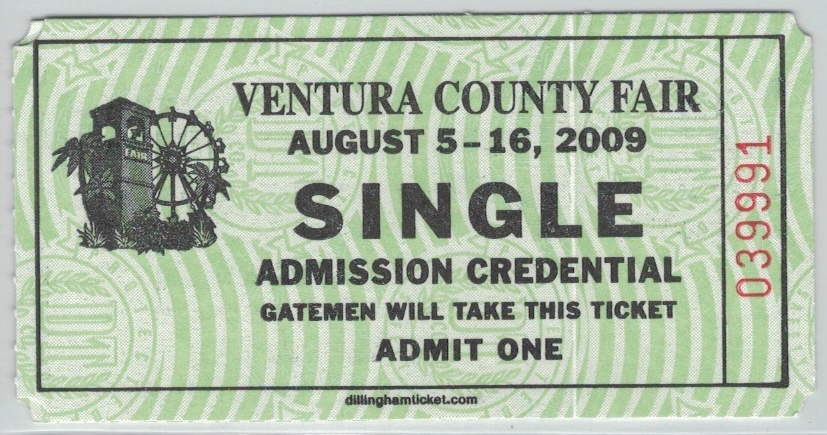 VENTURA COUNTY FAIR
AUGUST 5-16, 2009
FAIR
SINGLE
ADMISSION CREDENTIAL
GATEMEN WILL TAKE THIS TICKET
ADMIT ONE
039991
dillinghamticket.com